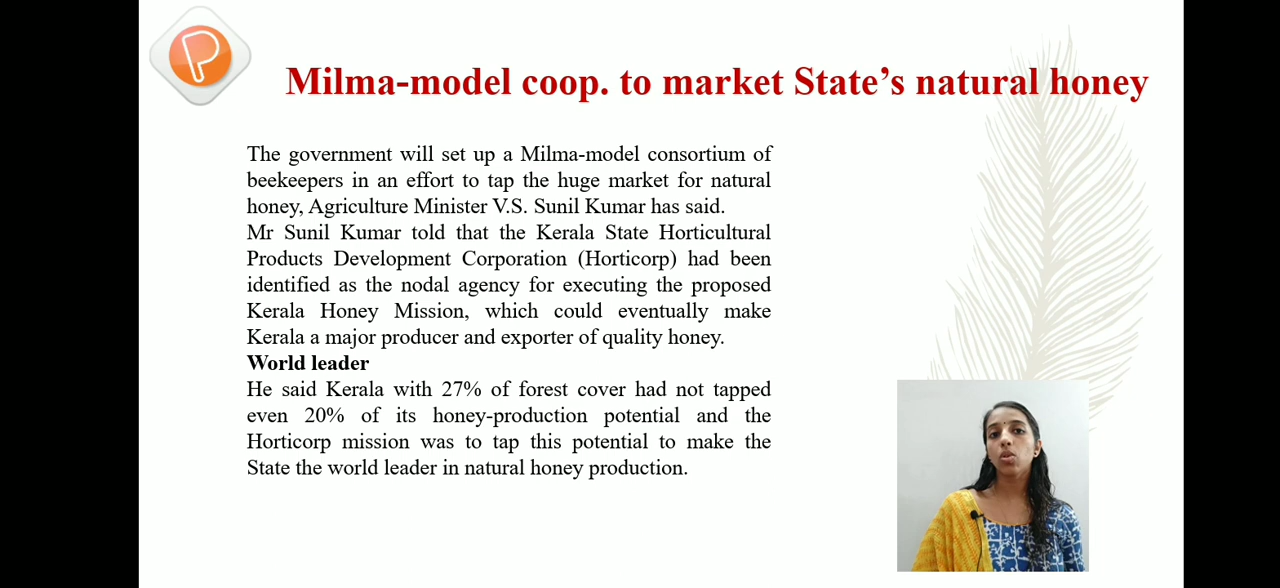 Milma-model coop. to market State's natural honey
The government will set up a Milma-model consortium of
beekeepers in an effort to tap the huge market for natural
honey, Agriculture Minister V.S. Sunil Kumar has said.
Mr Sunil Kumar told that the Kerala State Horticultural
Products Development Corporation (Horticorp) had been
identified as the nodal agency for executing the proposed
Kerala Honey Mission, which could eventually make
Kerala a major producer and exporter of quality honey.
World leader
He said Kerala with 27% of forest cover had not tapped
even 20% of its honey-production potential and the
Horticorp mission was to tap this potential to make the
State the world leader in natural honey production.